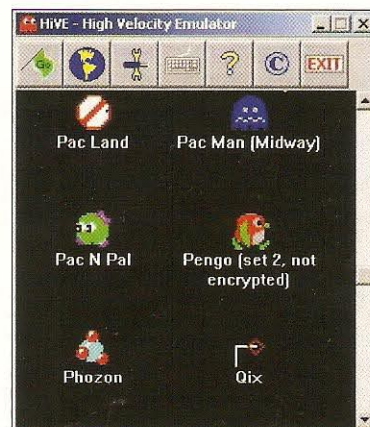 HiVE - High Velocity Emulator
Go
?
©
EXIT
Pac Land
Pac Man (Midway)
Pac N Pal
Pengo (set 2, not
encrypted)
Phozon
Qix